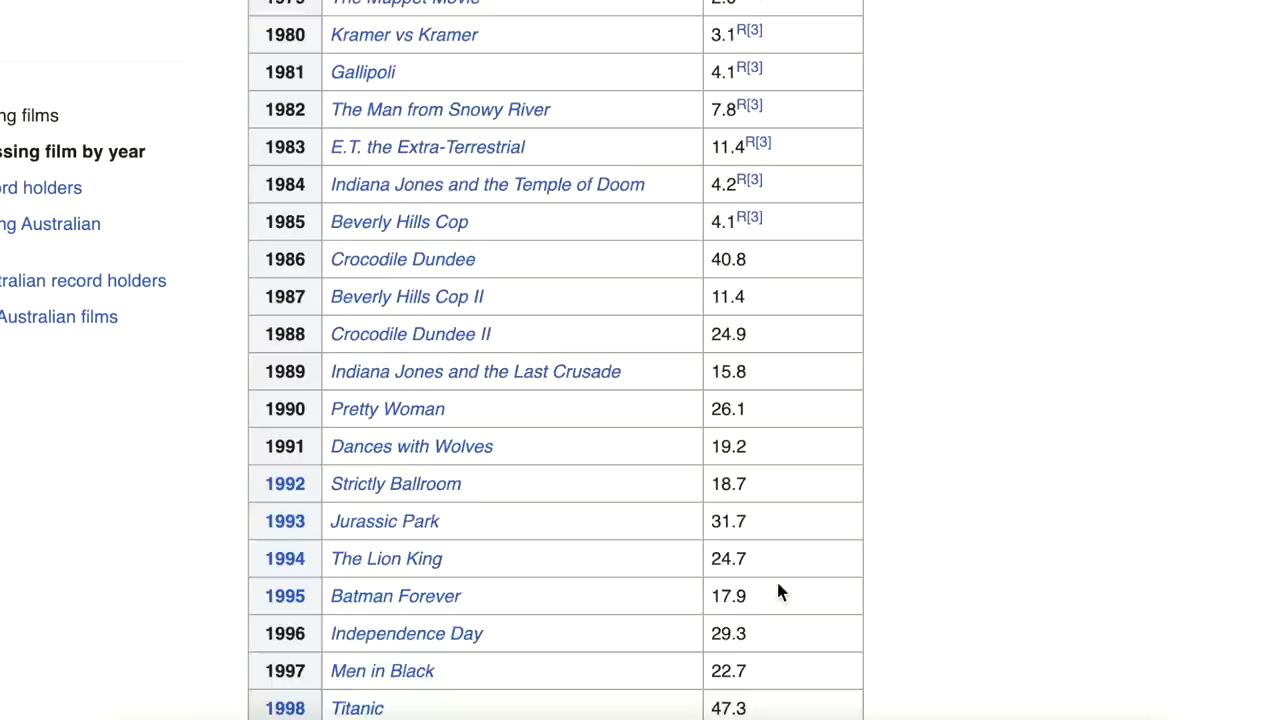 1980 Kramer vs Kramer 3.1R[3]
1981 Gallipoli 4.1R[3]
ng films
1982 The Man from Snowy River 7.8R[3]
ssing film by year
1983 E.T. the Extra-Terrestrial 11.4R[3]
ord holders
1984 Indiana Jones and the Temple of Doom 4.2R[3]
ng Australian
1985 Beverly Hills Cop 4.1R[3]
1986 Crocodile Dundee 40.8
tralian record holders
1987 Beverly Hills Cop II 11.4
Australian films
1988 Crocodile Dundee II 24.9
1989 Indiana Jones and the Last Crusade 15.8
1990 Pretty Woman 26.1
1991 Dances with Wolves 19.2
1992 Strictly Ballroom 18.7
1993 Jurassic Park 31.7
1994 The Lion King 24.7
1995 Batman Forever 17.9
1996 Independence Day 29.3
1997 Men in Black 22.7
1998 Titanic 47.3